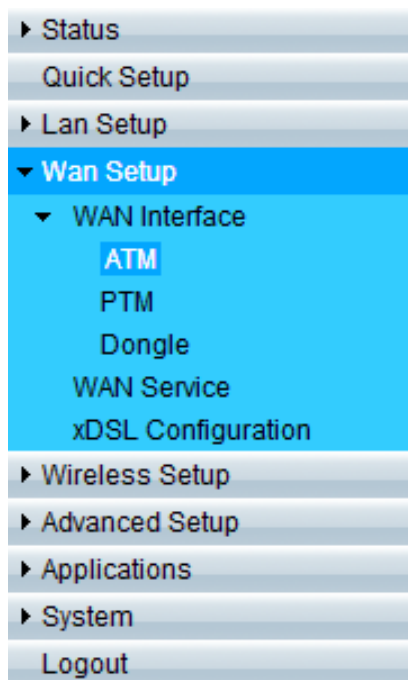 Status
Quick Setup
Lan Setup
Wan Setup
WAN Interface
ATM
PTM
Dongle
WAN Service
xDSL Configuration
Wireless Setup
Advanced Setup
Applications
System
Logout